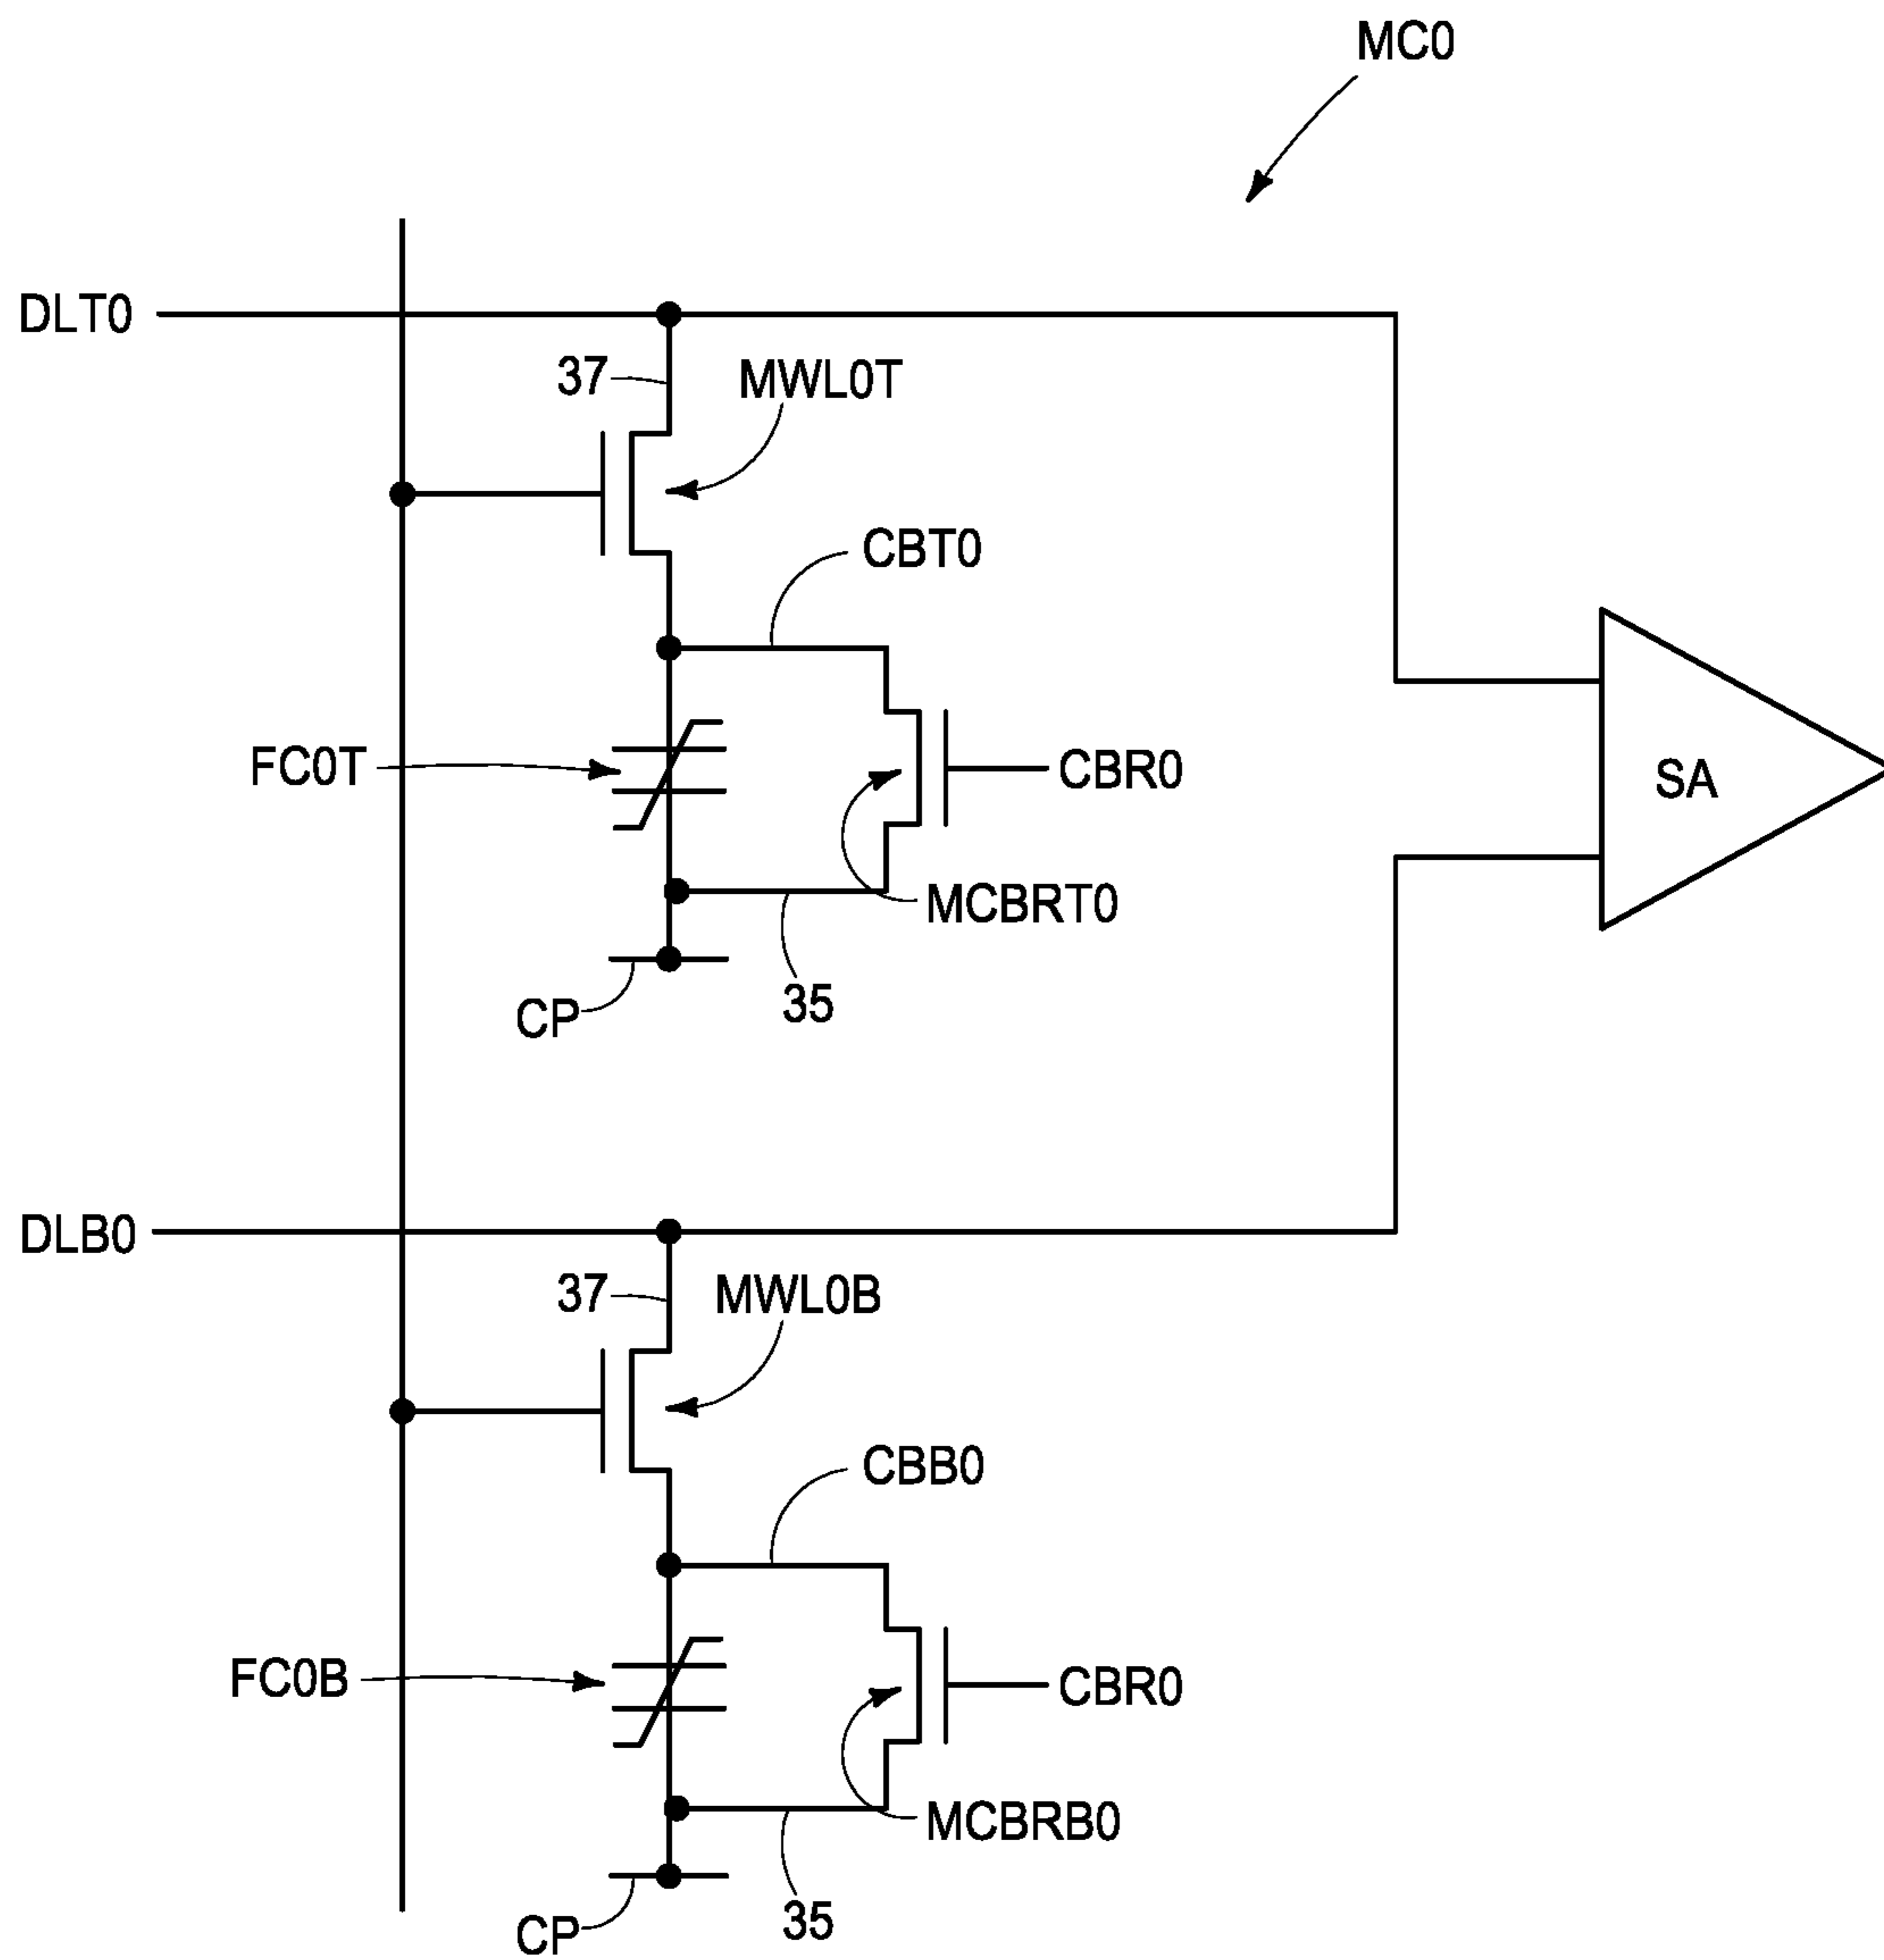 MC0
DLT0
37
MWL0T
CBT0
FC0T
CBR0
SA
MCBRT0
CP
35
DLB0
37
MWL0B
CBB0
FC0B
CBR0
MCBRB0
CP
35